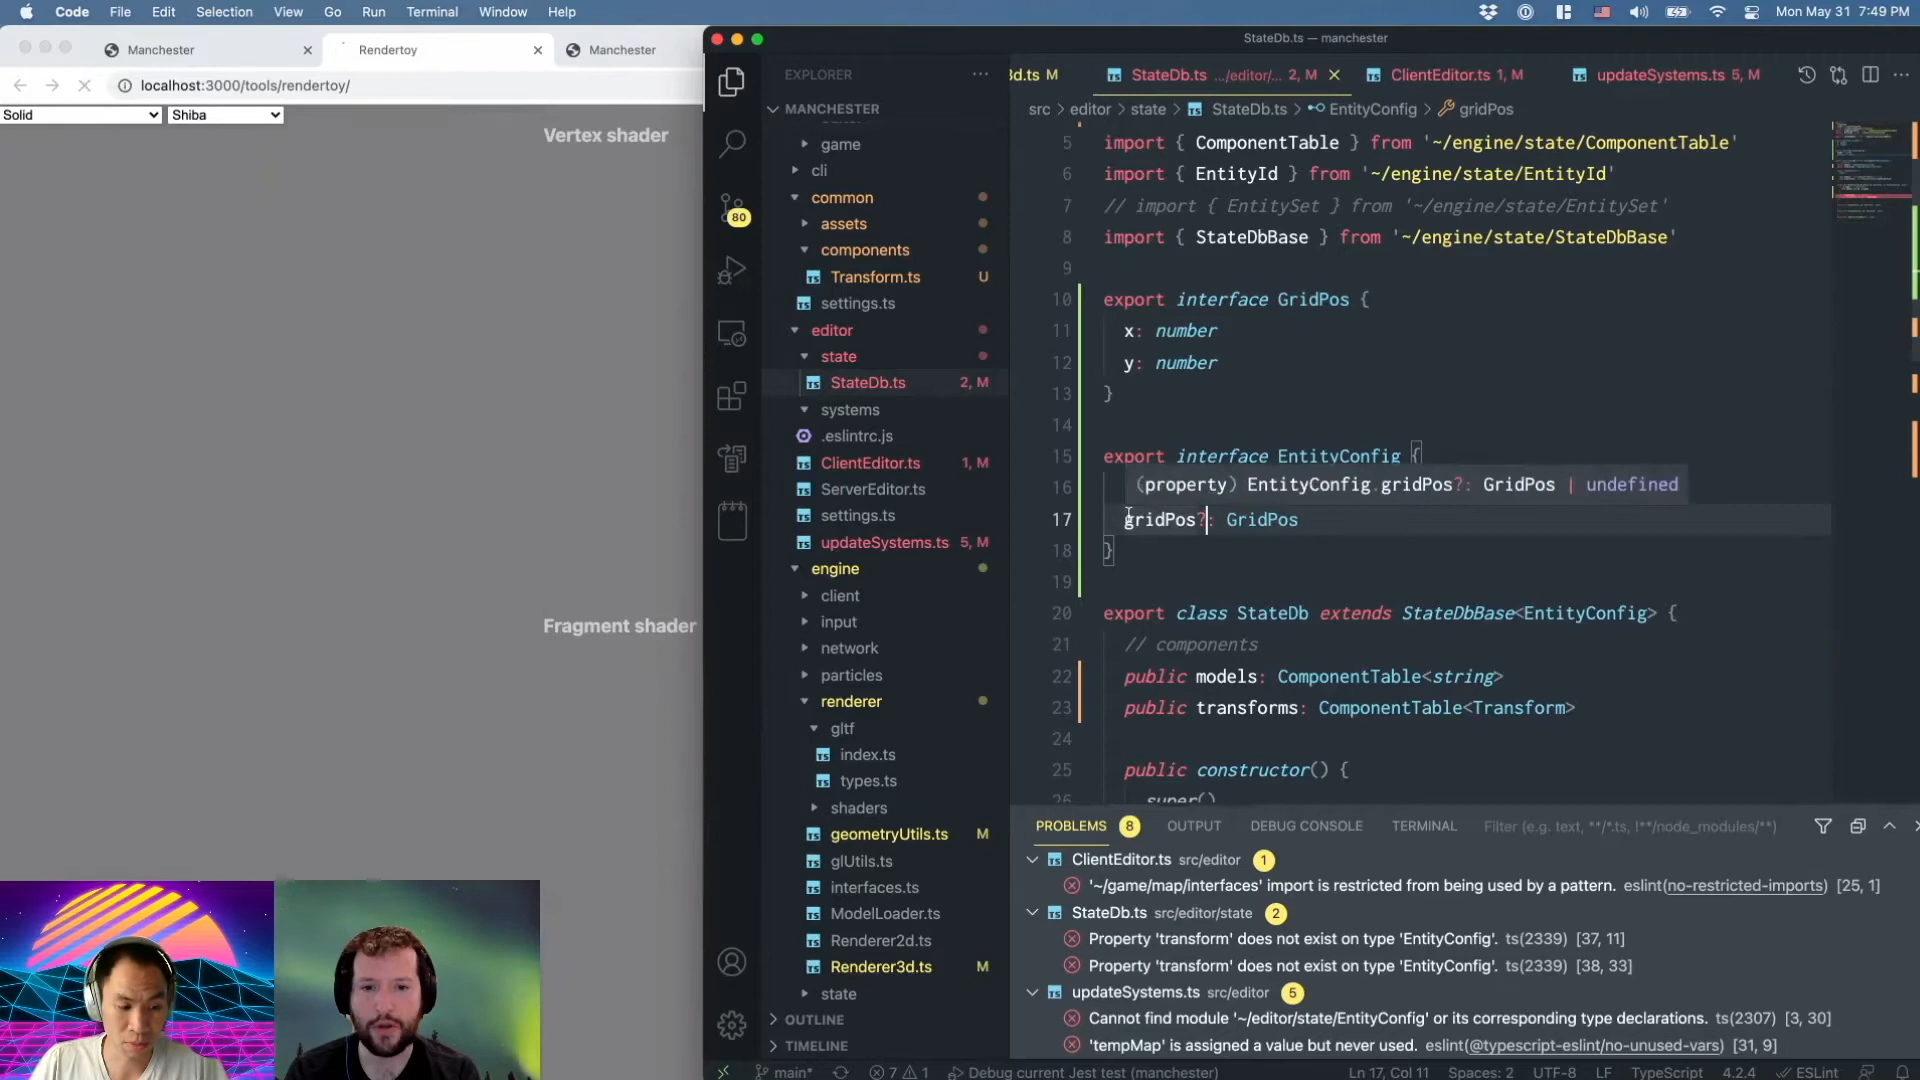 Code File Edit Selection View Go Run Terminal Window Help
Mon May 31 7:49 PM
Manchester
Rendertoy
Manchester
localhost:3000/tools/rendertoy/
Solid
Shiba
Vertex shader
Fragment shader
StateDb.ts — manchester
EXPLORER
MANCHESTER
game
cli
common
assets
components
Transform.ts U
settings.ts
editor
state
StateDb.ts 2, M
systems
.eslintrc.js
ClientEditor.ts 1, M
ServerEditor.ts
settings.ts
updateSystems.ts 5, M
engine
client
input
network
particles
renderer
gltf
index.ts
types.ts
shaders
geometryUtils.ts M
glUtils.ts
interfaces.ts
ModelLoader.ts
Renderer2d.ts
Renderer3d.ts M
state
OUTLINE
TIMELINE
80
3d.ts M
StateDb.ts .../editor/... 2, M
ClientEditor.ts 1, M
updateSystems.ts 5, M
src > editor > state > StateDb.ts > EntityConfig > gridPos
5 import { ComponentTable } from '~/engine/state/ComponentTable'
6 import { EntityId } from '~/engine/state/EntityId'
7 // import { EntitySet } from '~/engine/state/EntitySet'
8 import { StateDbBase } from '~/engine/state/StateDbBase'
9
10 export interface GridPos {
11 x: number
12 y: number
13 }
14
15 export interface EntityConfig {
16 (property) EntityConfig.gridPos?: GridPos | undefined
17 gridPos?: GridPos
18 }
19
20 export class StateDb extends StateDbBase<EntityConfig> {
21 // components
22 public models: ComponentTable<string>
23 public transforms: ComponentTable<Transform>
24
25 public constructor() {
26 super()
PROBLEMS 8 OUTPUT DEBUG CONSOLE TERMINAL Filter (e.g. text, **/*.ts, !**/node_modules/**)
ClientEditor.ts src/editor 1
'~/game/map/interfaces' import is restricted from being used by a pattern. eslint(no-restricted-imports) [25, 1]
StateDb.ts src/editor/state 2
Property 'transform' does not exist on type 'EntityConfig'. ts(2339) [37, 11]
Property 'transform' does not exist on type 'EntityConfig'. ts(2339) [38, 33]
updateSystems.ts src/editor 5
Cannot find module '~/editor/state/EntityConfig' or its corresponding type declarations. ts(2307) [3, 30]
'tempMap' is assigned a value but never used. eslint(@typescript-eslint/no-unused-vars) [31, 9]
main* 7 1 Debug current Jest test (manchester) Ln 17, Col 11 Spaces: 2 UTF-8 LF TypeScript 4.2.4 ESLint